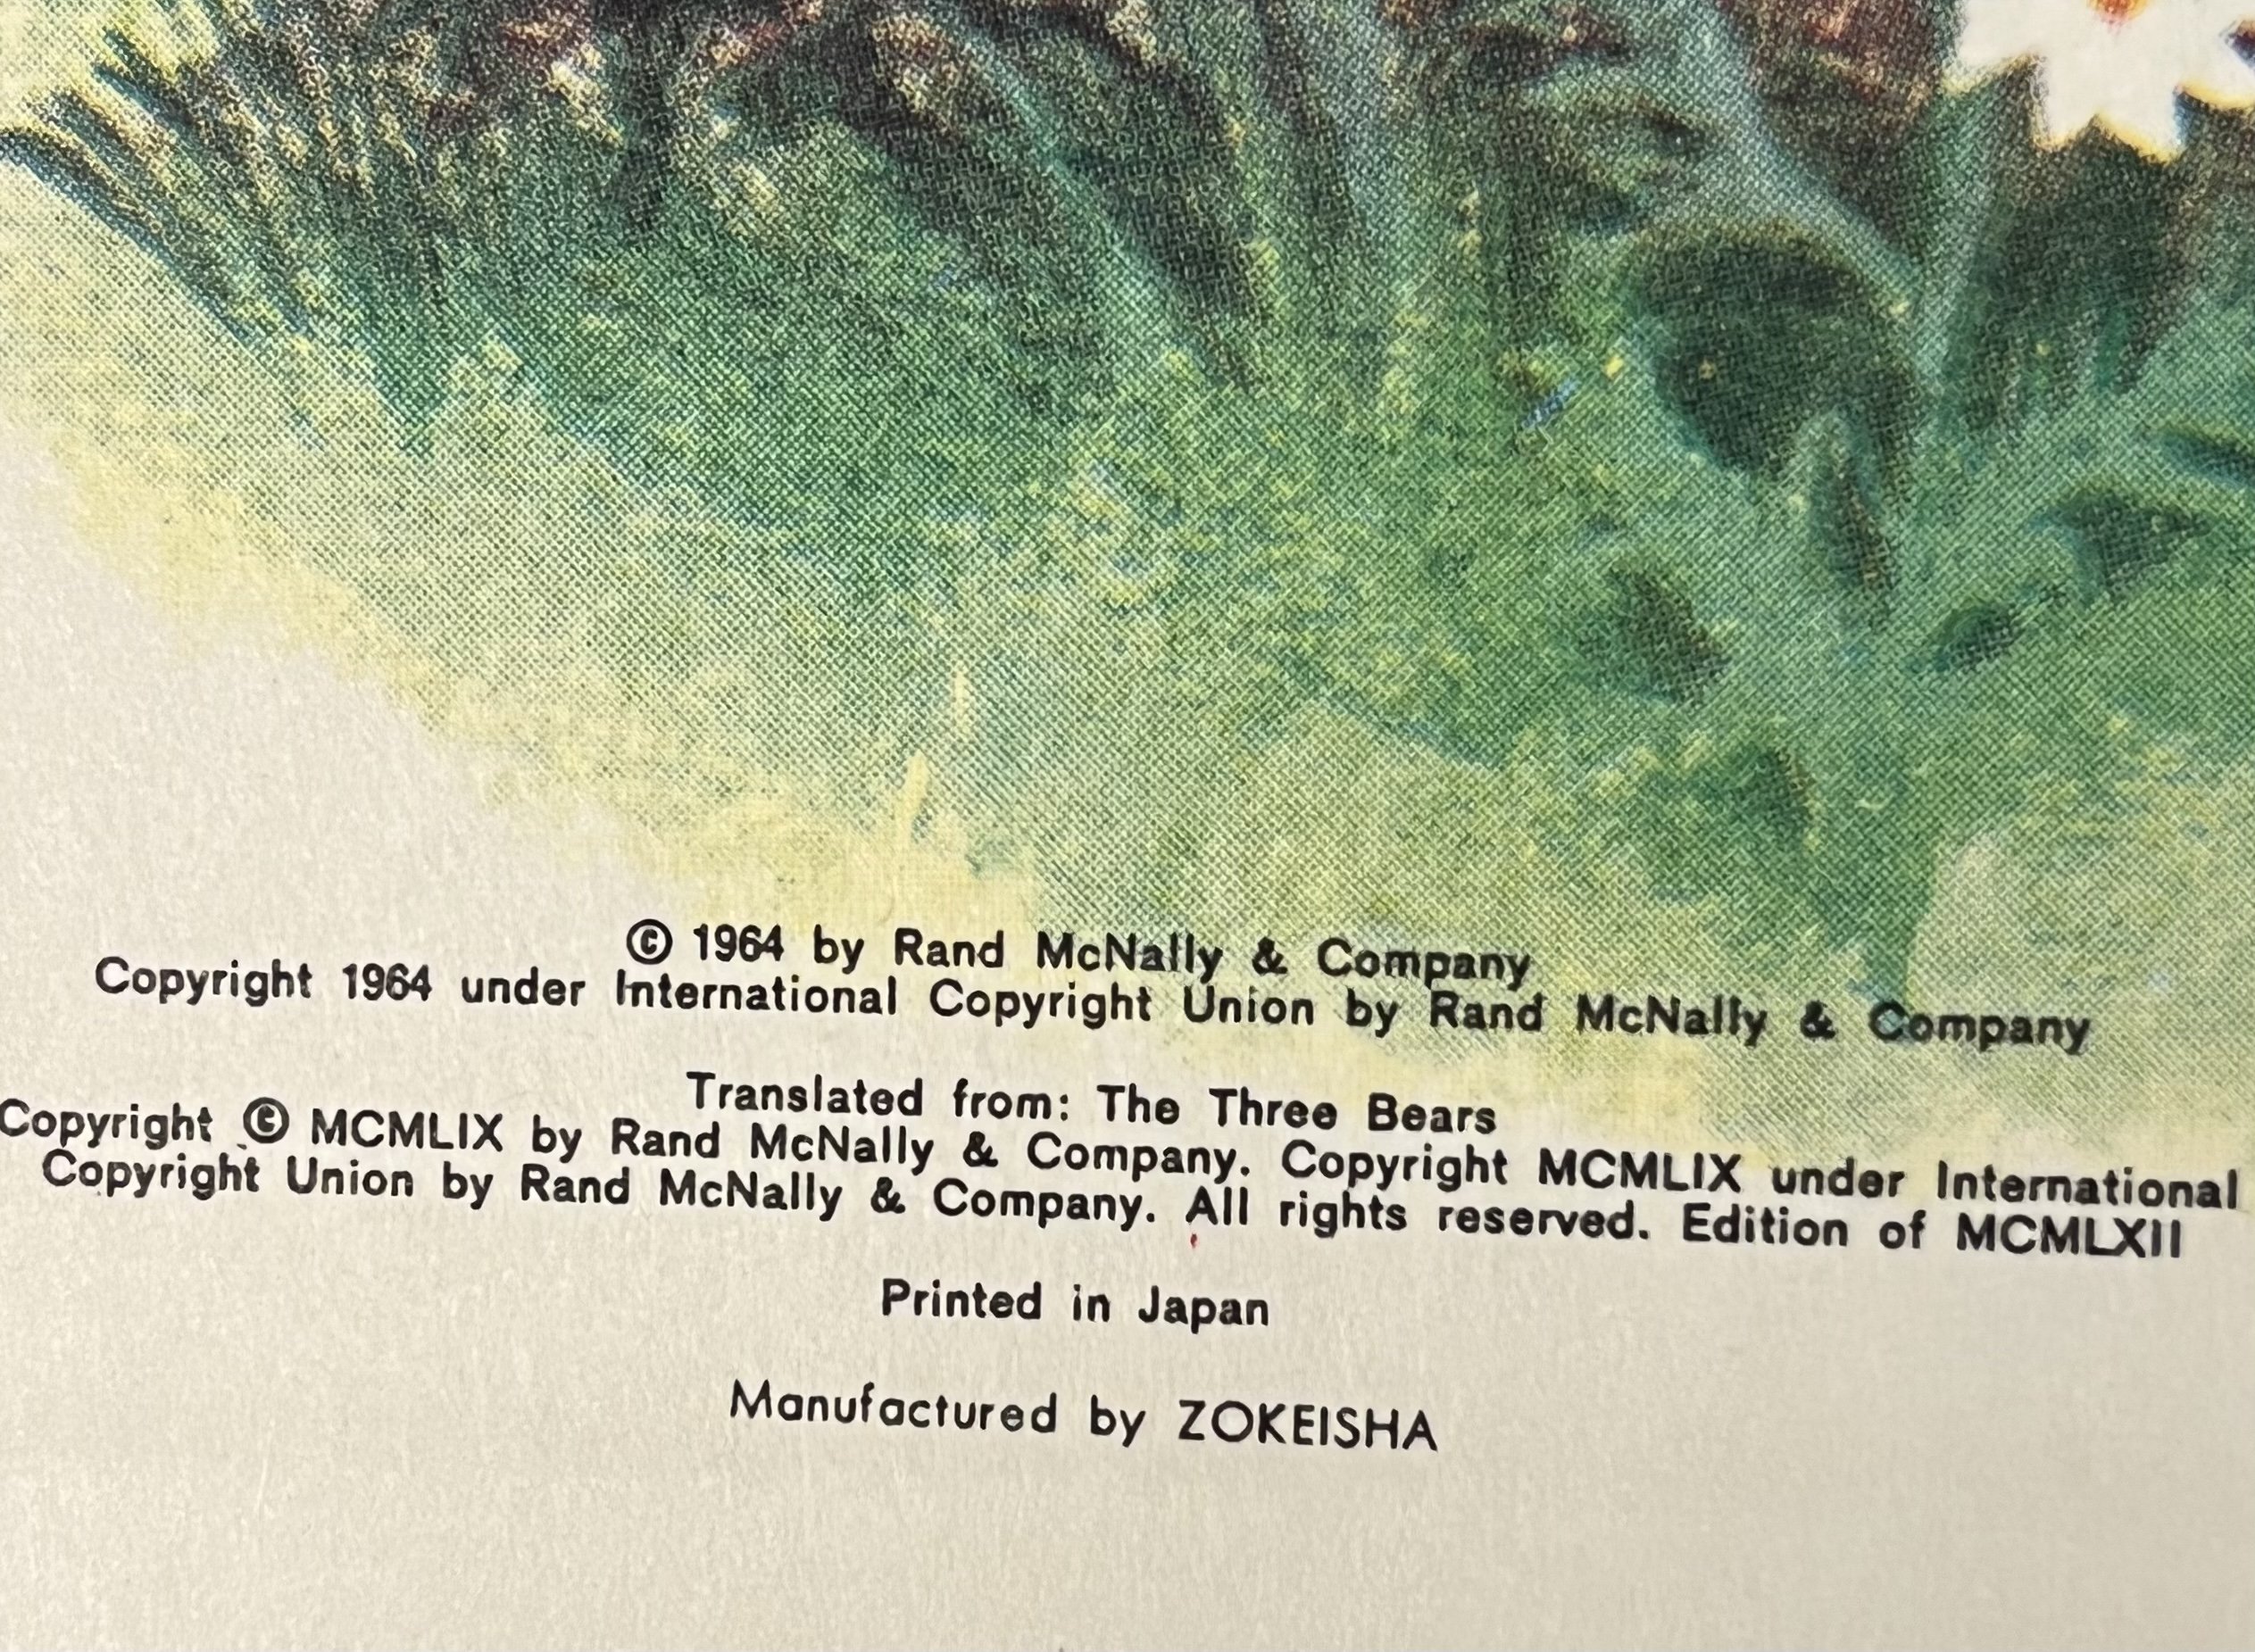 © 1964 by Rand McNally & Company
Copyright 1964 under International Copyright Union by Rand McNally & Company
Translated from: The Three Bears
Copyright © MCMLIX by Rand McNally & Company. Copyright MCMLIX under International
Copyright Union by Rand McNally & Company. All rights reserved. Edition of MCMLXII
Printed in Japan
Manufactured by ZOKEISHA